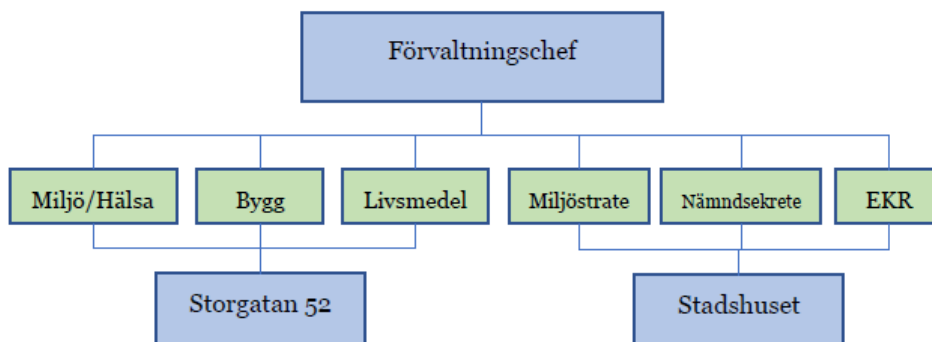 Förvaltningschef
Miljö/Hälsa
Bygg
Livsmedel
Miljöstrate
Nämndsekrete
EKR
Storgatan 52
Stadshuset